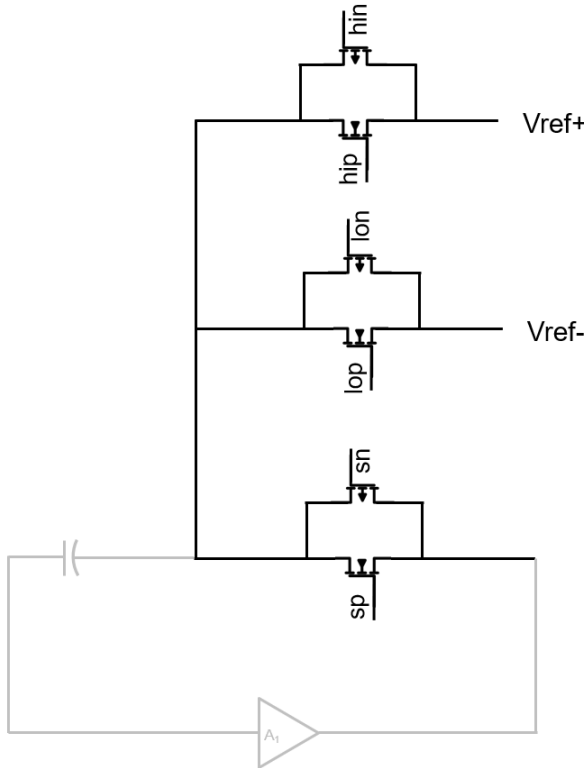 hin
Vref+
hip
lon
Vref-
lop
sn
sp
A₁